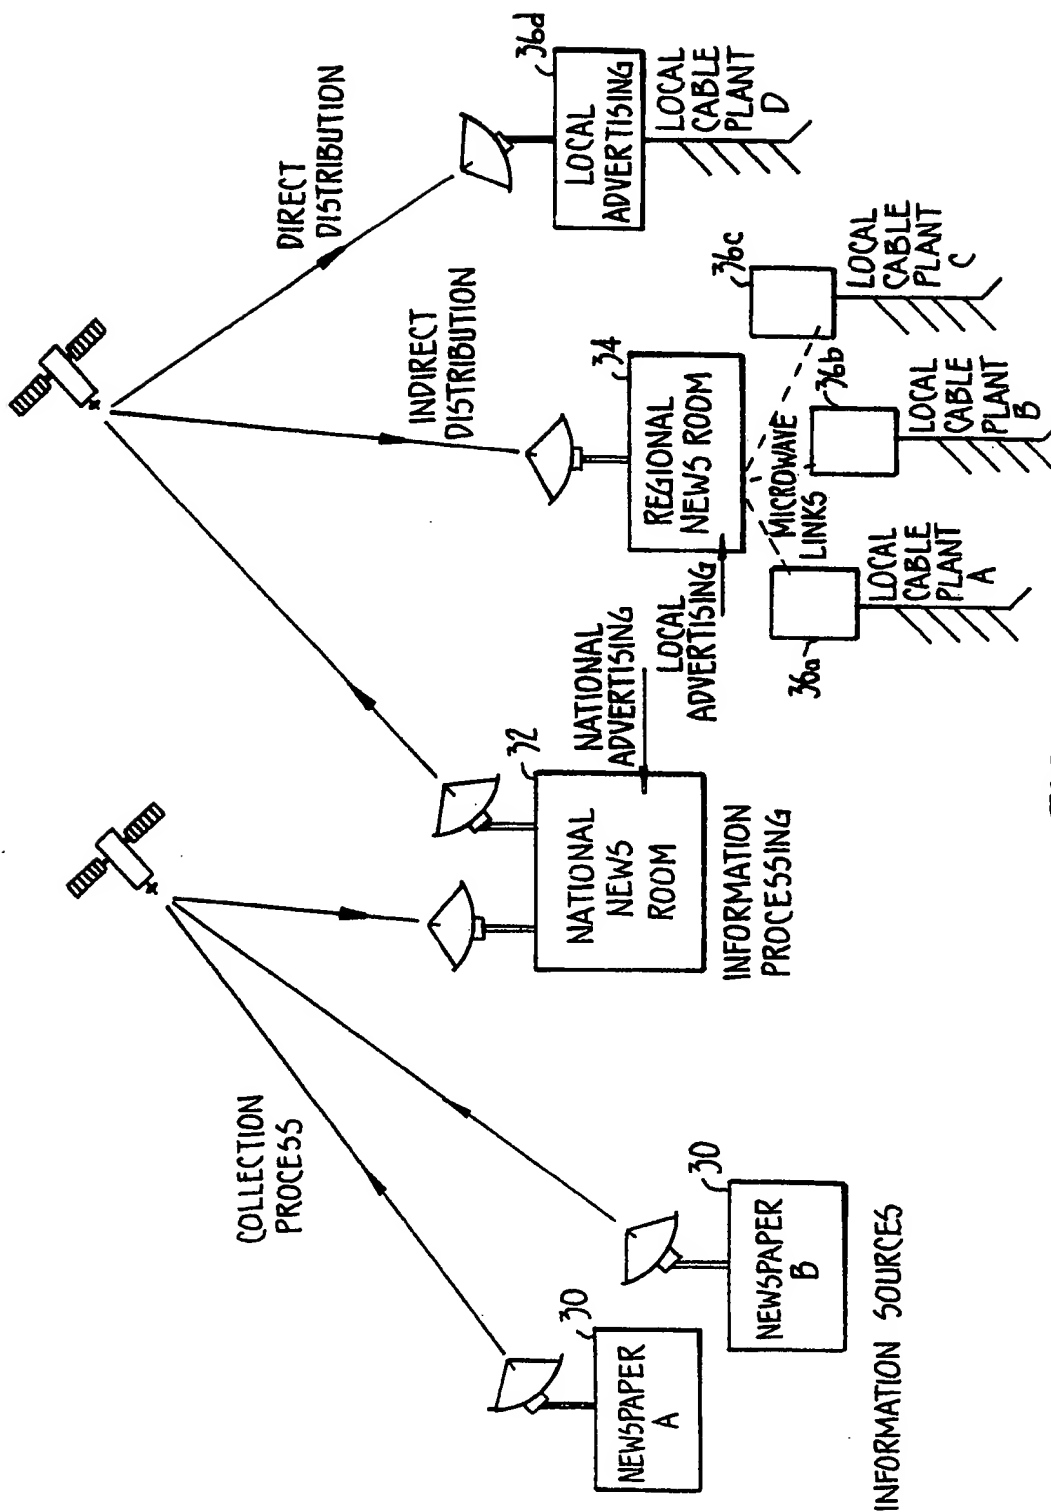 COLLECTION
PROCESS
30
NEWSPAPER
A
30
NEWSPAPER
B
INFORMATION SOURCES
32
NATIONAL
NEWS
ROOM
INFORMATION
PROCESSING
NATIONAL
ADVERTISING
LOCAL
ADVERTISING
INDIRECT
DISTRIBUTION
34
REGIONAL
NEWS ROOM
MICROWAVE
LINKS
36a
LOCAL
CABLE
PLANT
A
36b
LOCAL
CABLE
PLANT
B
36c
LOCAL
CABLE
PLANT
C
DIRECT
DISTRIBUTION
36d
LOCAL
ADVERTISING
LOCAL
CABLE
PLANT
D